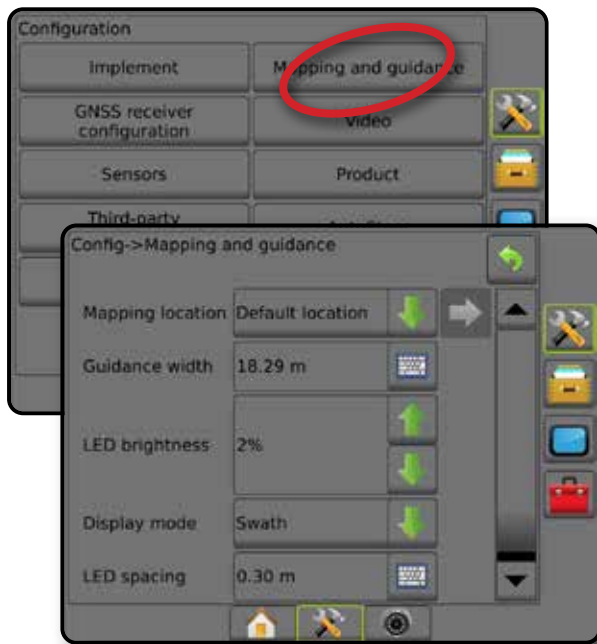 Configuration
Implement
Mapping and guidance
GNSS receiver
configuration
Video
Sensors
Product
Third-party
Config->Mapping and guidance
Mapping location
Default location
Guidance width
18.29 m
LED brightness
2%
Display mode
Swath
LED spacing
0.30 m